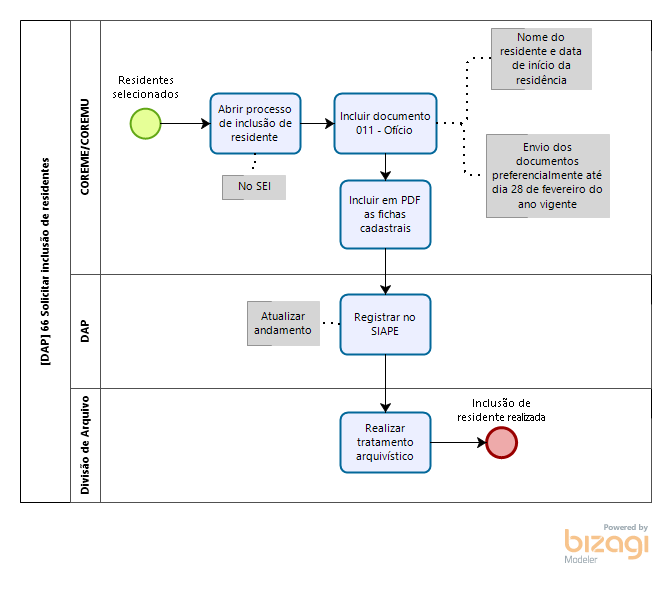 [DAP] 66 Solicitar inclusão de residentes
COREME/COREMU
Residentes
selecionados
Abrir processo
de inclusão de
residente
No SEI
Incluir documento
011 - Ofício
Nome do
residente e data
de início da
residência
Envio dos
documentos
preferencialmente até
dia 28 de fevereiro do
ano vigente
Incluir em PDF
as fichas
cadastrais
DAP
Atualizar
andamento
Registrar no
SIAPE
Divisão de Arquivo
Realizar
tratamento
arquivístico
Inclusão de
residente realizada
Powered by
bizagi
Modeler